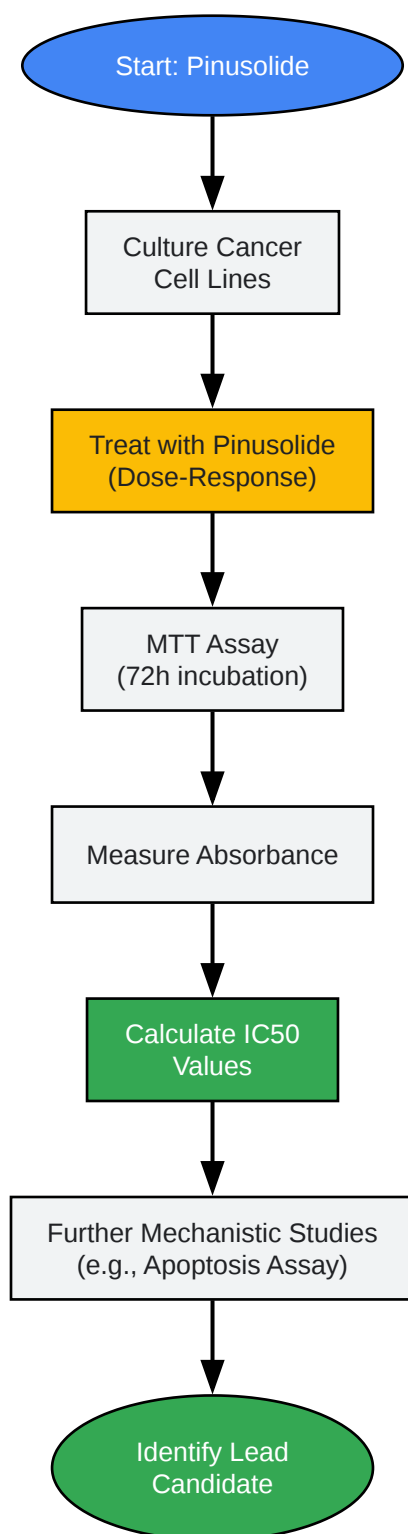 Start: Pinusolide
Culture Cancer
Cell Lines
Treat with Pinusolide
(Dose-Response)
MTT Assay
(72h incubation)
Measure Absorbance
Calculate IC50
Values
Further Mechanistic Studies
(e.g., Apoptosis Assay)
Identify Lead
Candidate